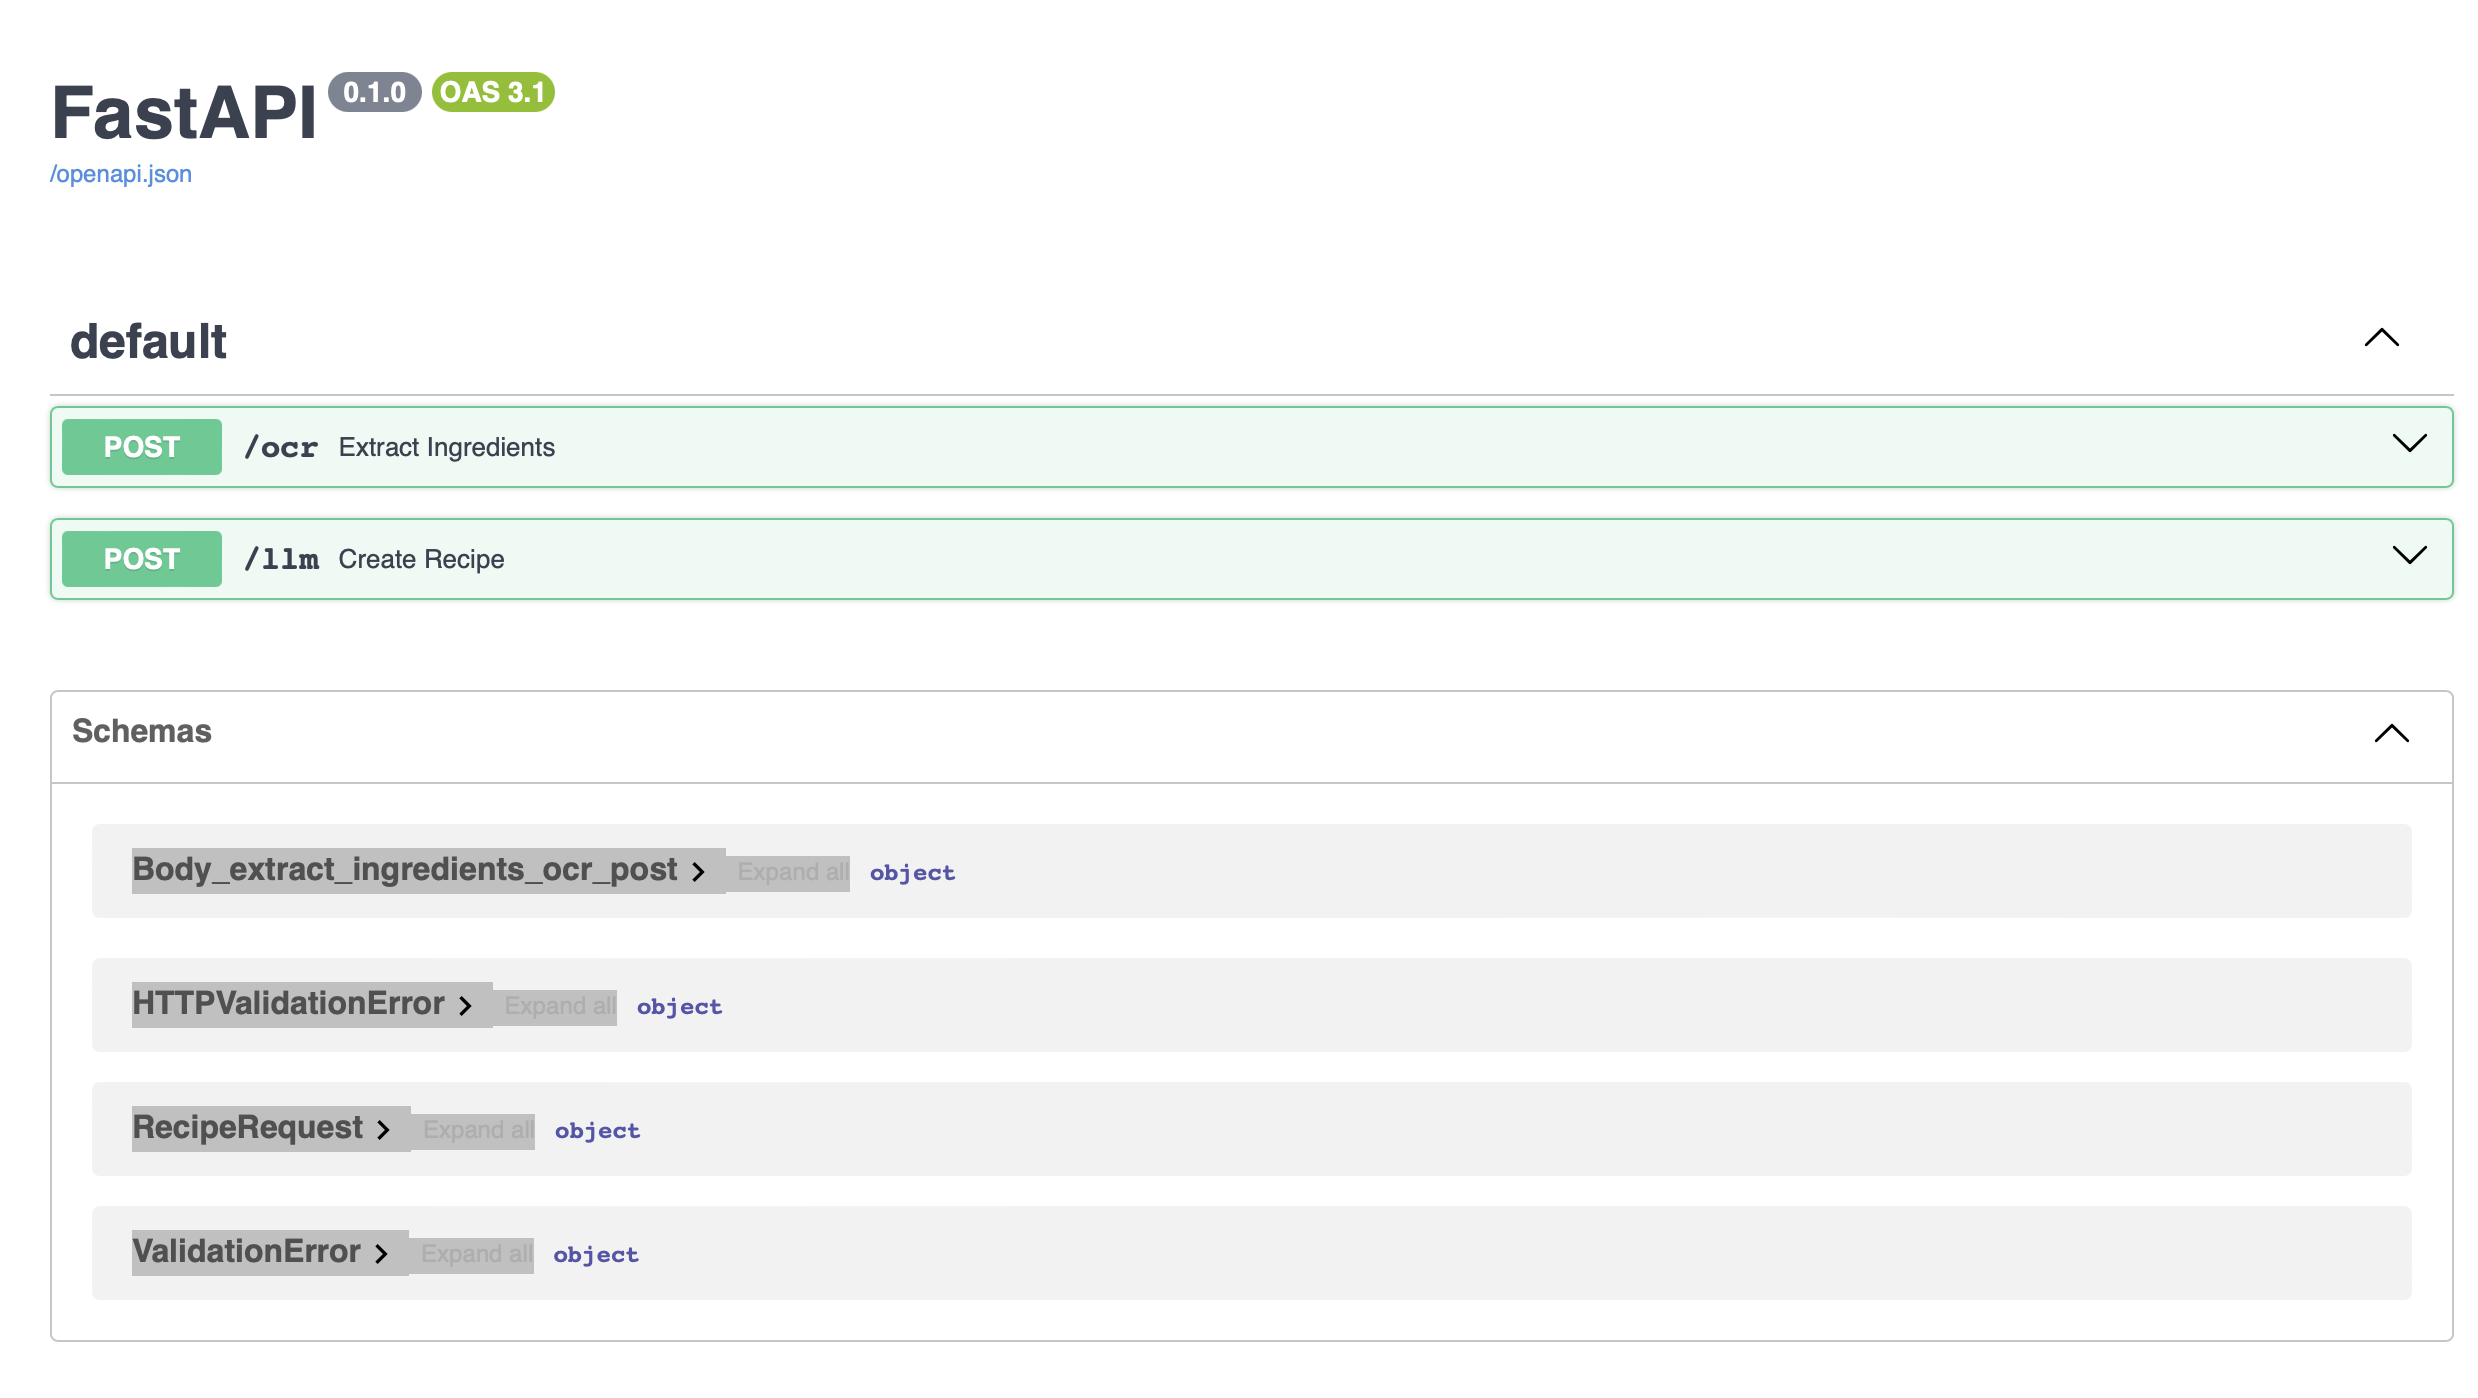 FastAPI 0.1.0 OAS 3.1
/openapi.json
default
POST /ocr Extract Ingredients
POST /llm Create Recipe
Schemas
Body_extract_ingredients_ocr_post Expand all object
HTTPValidationError Expand all object
RecipeRequest Expand all object
ValidationError Expand all object